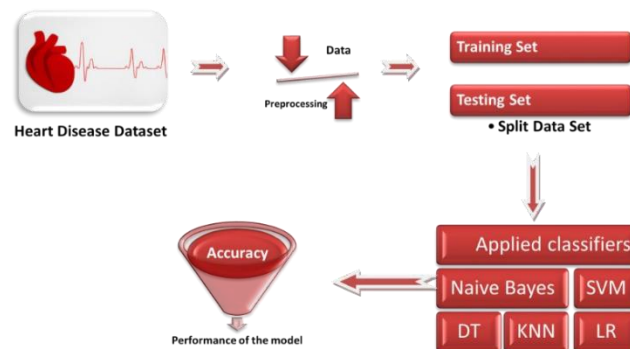 Heart Disease Dataset
Data
Preprocessing
Training Set
Testing Set
• Split Data Set
Applied classifiers
Naive Bayes
SVM
DT
KNN
LR
Accuracy
Performance of the model